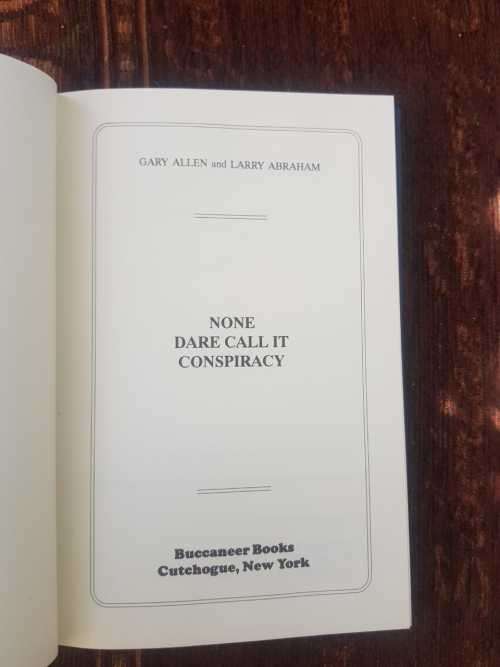 GARY ALLEN and LARRY ABRAHAM
NONE
DARE CALL IT
CONSPIRACY
Buccaneer Books
Cutchogue, New York